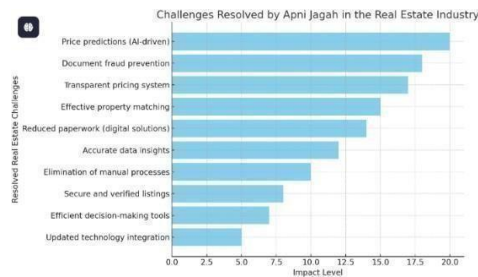 Challenges Resolved by Apni Jagah in the Real Estate Industry
Resolved Real Estate Challenges
Price predictions (AI-driven)
Document fraud prevention
Transparent pricing system
Effective property matching
Reduced paperwork (digital solutions)
Accurate data insights
Elimination of manual processes
Secure and verified listings
Efficient decision-making tools
Updated technology integration
0.0 2.5 5.0 7.5 10.0 12.5 15.0 17.5 20.0
Impact Level